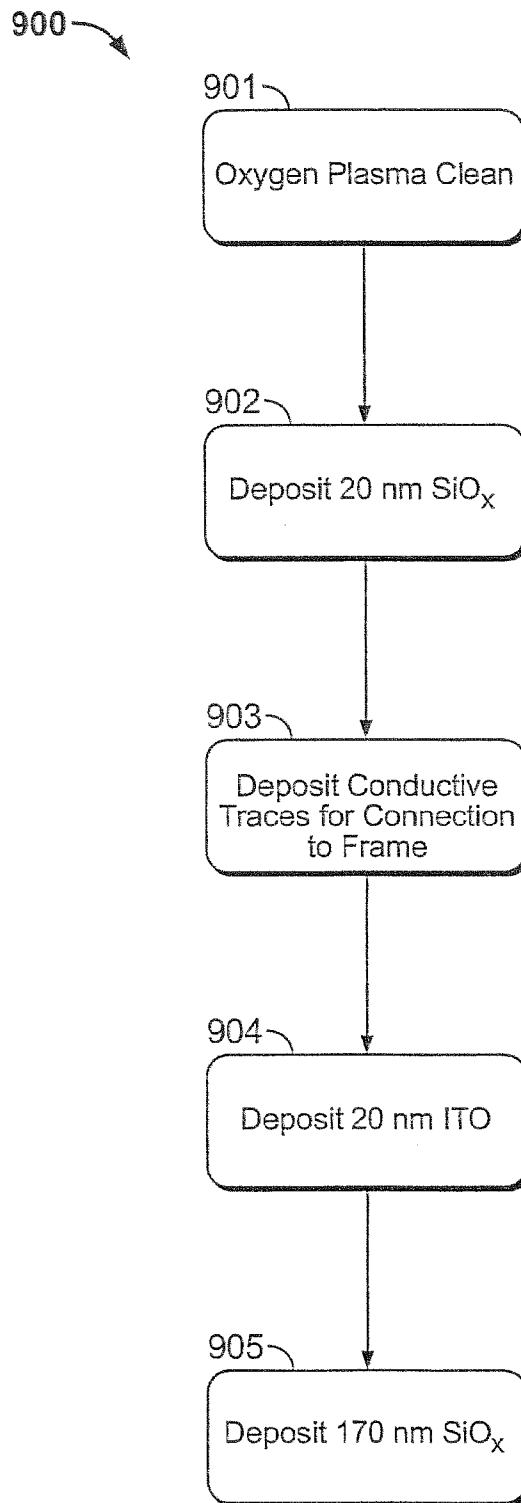 900
901
Oxygen Plasma Clean
902
Deposit 20 nm SiOₓ
903
Deposit Conductive
Traces for Connection
to Frame
904
Deposit 20 nm ITO
905
Deposit 170 nm SiOₓ